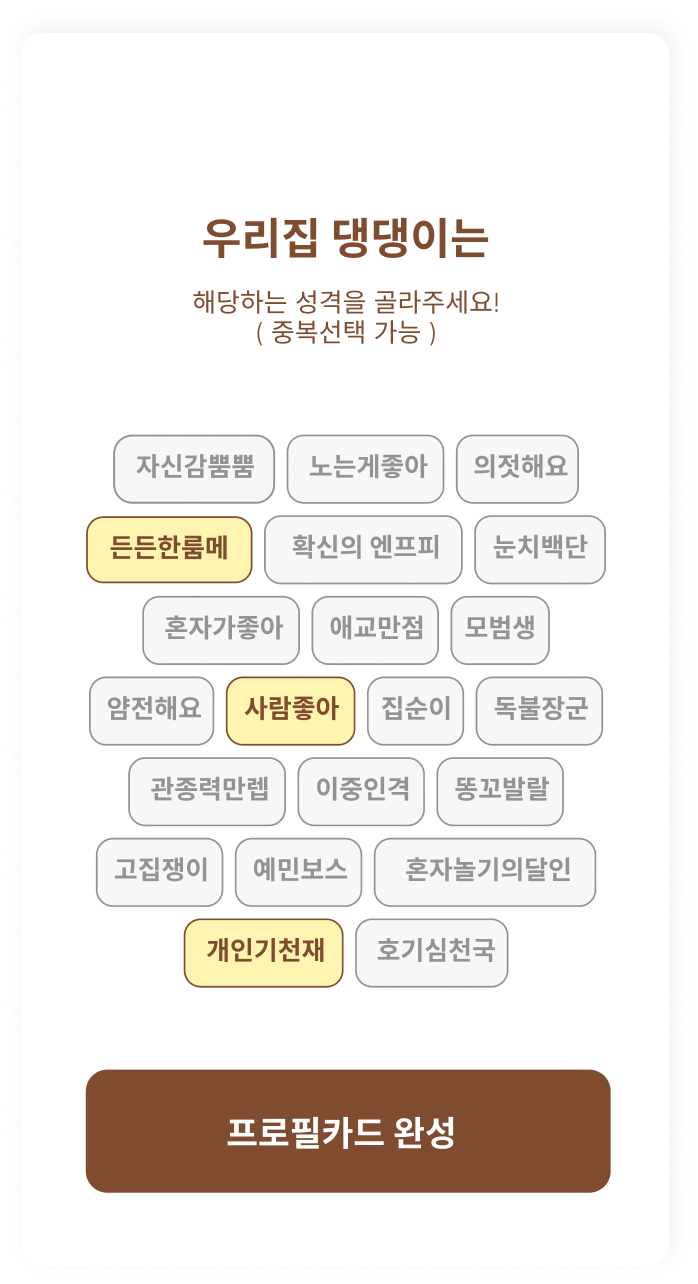 우리집 댕댕이는
해당하는 성격을 골라주세요!
( 중복선택 가능 )
자신감뿜뿜 노는게좋아 의젓해요
든든한룸메 확신의 엔프피 눈치백단
혼자가좋아 애교만점 모범생
얌전해요 사람좋아 집순이 독불장군
관종력만렙 이중인격 똥꼬발랄
고집쟁이 예민보스 혼자놀기의달인
개인기천재 호기심천국
프로필카드 완성